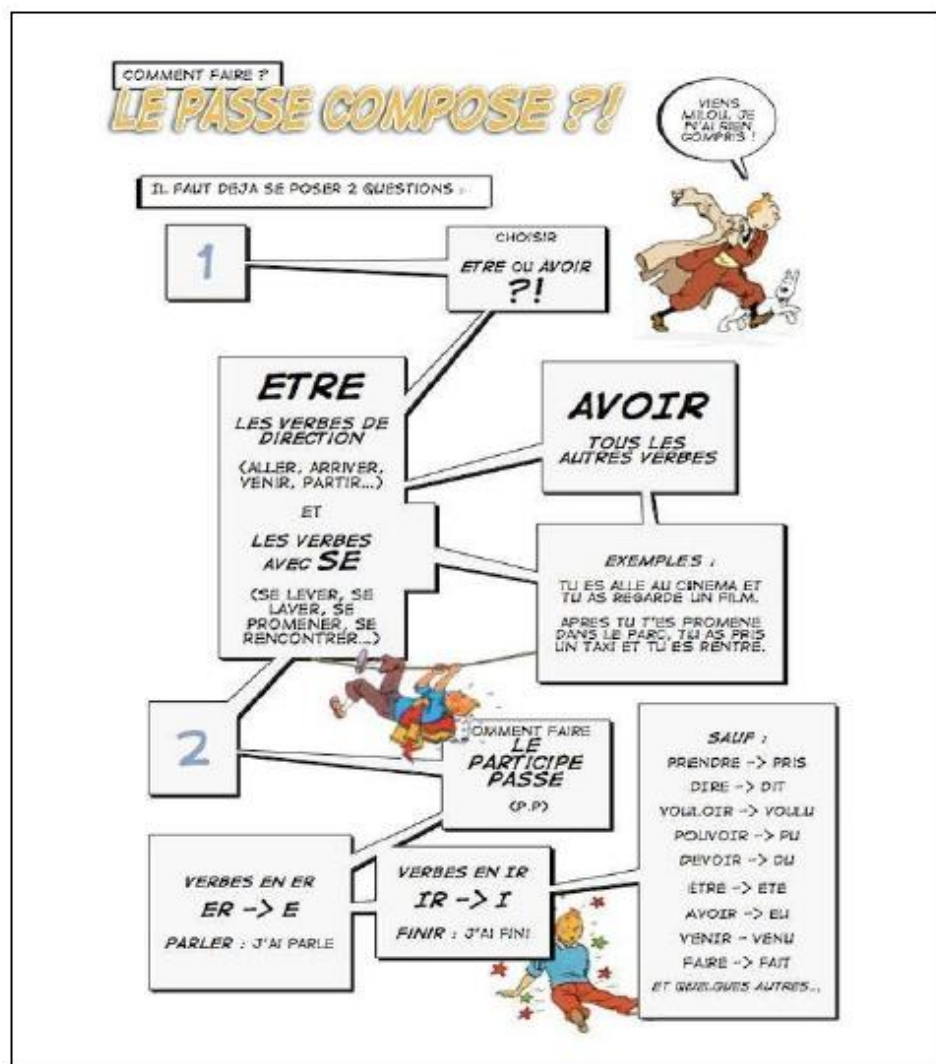 COMMENT FAIRE ?
LE PASSE COMPOSE ?!
VIENS
MILOU, JE
N'AI RIEN
COMPRIS !
IL FAUT DEJA SE POSER 2 QUESTIONS :
1
CHOISIR
ETRE OU AVOIR
?!
ETRE
LES VERBES DE
DIRECTION
(ALLER, ARRIVER,
VENIR, PARTIR...)
ET
LES VERBES
AVEC SE
(SE LEVER, SE
LAVER, SE
PROMENER, SE
RENCONTRER...)
AVOIR
TOUS LES
AUTRES VERBES
EXEMPLES :
TU ES ALLE AU CINEMA ET
TU AS REGARDE UN FILM.
APRES TU T'ES PROMENE
DANS LE PARC, TU AS PRIS
UN TAXI ET TU ES RENTRE.
2
COMMENT FAIRE
LE
PARTICIPE
PASSE
(P.P)
VERBES EN ER
ER -> E
PARLER : J'AI PARLE
VERBES EN IR
IR -> I
FINIR : J'AI FINI
SAUF :
PRENDRE -> PRIS
DIRE -> DIT
VOULOIR -> VOULU
POUVOIR -> PU
DEVOIR -> DU
ETRE -> ETE
AVOIR -> EU
VENIR - VENU
FAIRE -> FAIT
ET QUELQUES AUTRES...